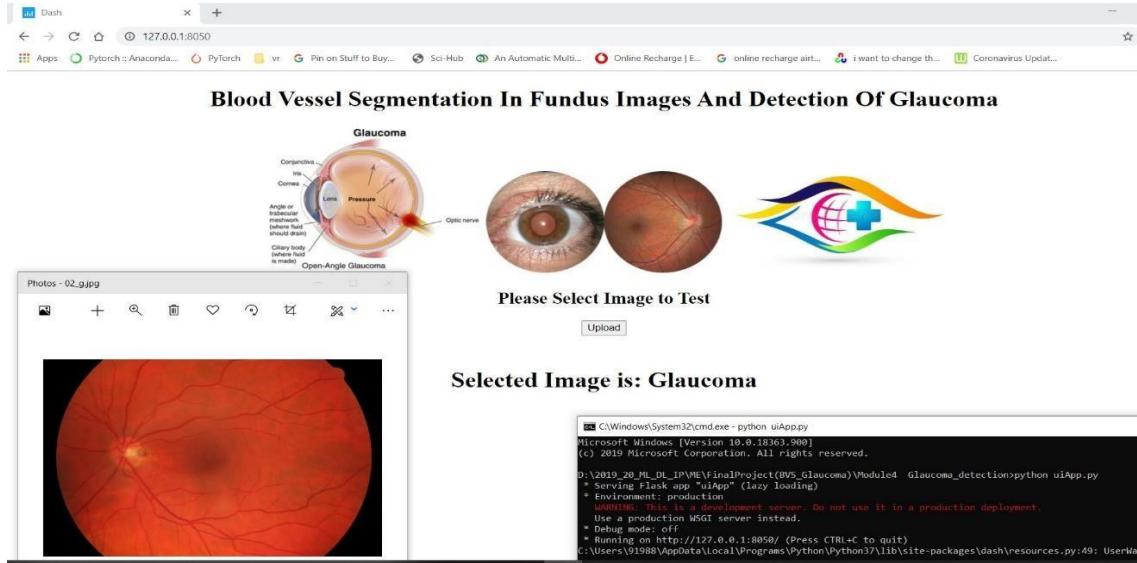 Dash
127.0.0.1:8050
Apps Pytorch :: Anaconda... PyTorch vr Pin on Stuff to Buy... Sci-Hub An Automatic Multi... Online Recharge | E... online recharge airt... i want to change th... Coronavirus Updat...
Blood Vessel Segmentation In Fundus Images And Detection Of Glaucoma
Glaucoma
Conjunctiva
Iris
Cornea
Lens
Pressure
Angle or
trabecular
meshwork
(where fluid
should drain)
Optic nerve
Ciliary body
(where fluid
is made)
Open-Angle Glaucoma
Photos - 02_g.jpg
Please Select Image to Test
Upload
Selected Image is: Glaucoma
C:\Windows\System32\cmd.exe - python uiApp.py
Microsoft Windows [Version 10.0.18363.900]
(c) 2019 Microsoft Corporation. All rights reserved.
D:\2019_20_ML_DL_IP\ME\FinalProject(BVS_Glaucoma)\Module4 Glaucoma_detection>python uiApp.py
* Serving Flask app "uiApp" (lazy loading)
* Environment: production
WARNING: This is a development server. Do not use it in a production deployment.
Use a production WSGI server instead.
* Debug mode: off
* Running on http://127.0.0.1:8050/ (Press CTRL+C to quit)
C:\Users\91988\AppData\Local\Programs\Python\Python37\lib\site-packages\dash\resources.py:49: UserWa